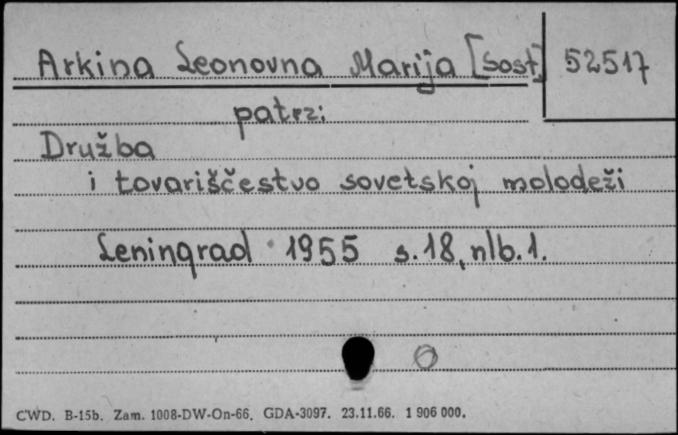 Arkina Leonovna Marija [Sost] 52517
patrz:
Družba
i tovariščestvo sovetskoj molodeži
Leningrad 1955 s. 18, nlb. 1.
CWD. B-15b. Zam. 1008-DW-On-66. GDA-3097. 23.11.66. 1 906 000.